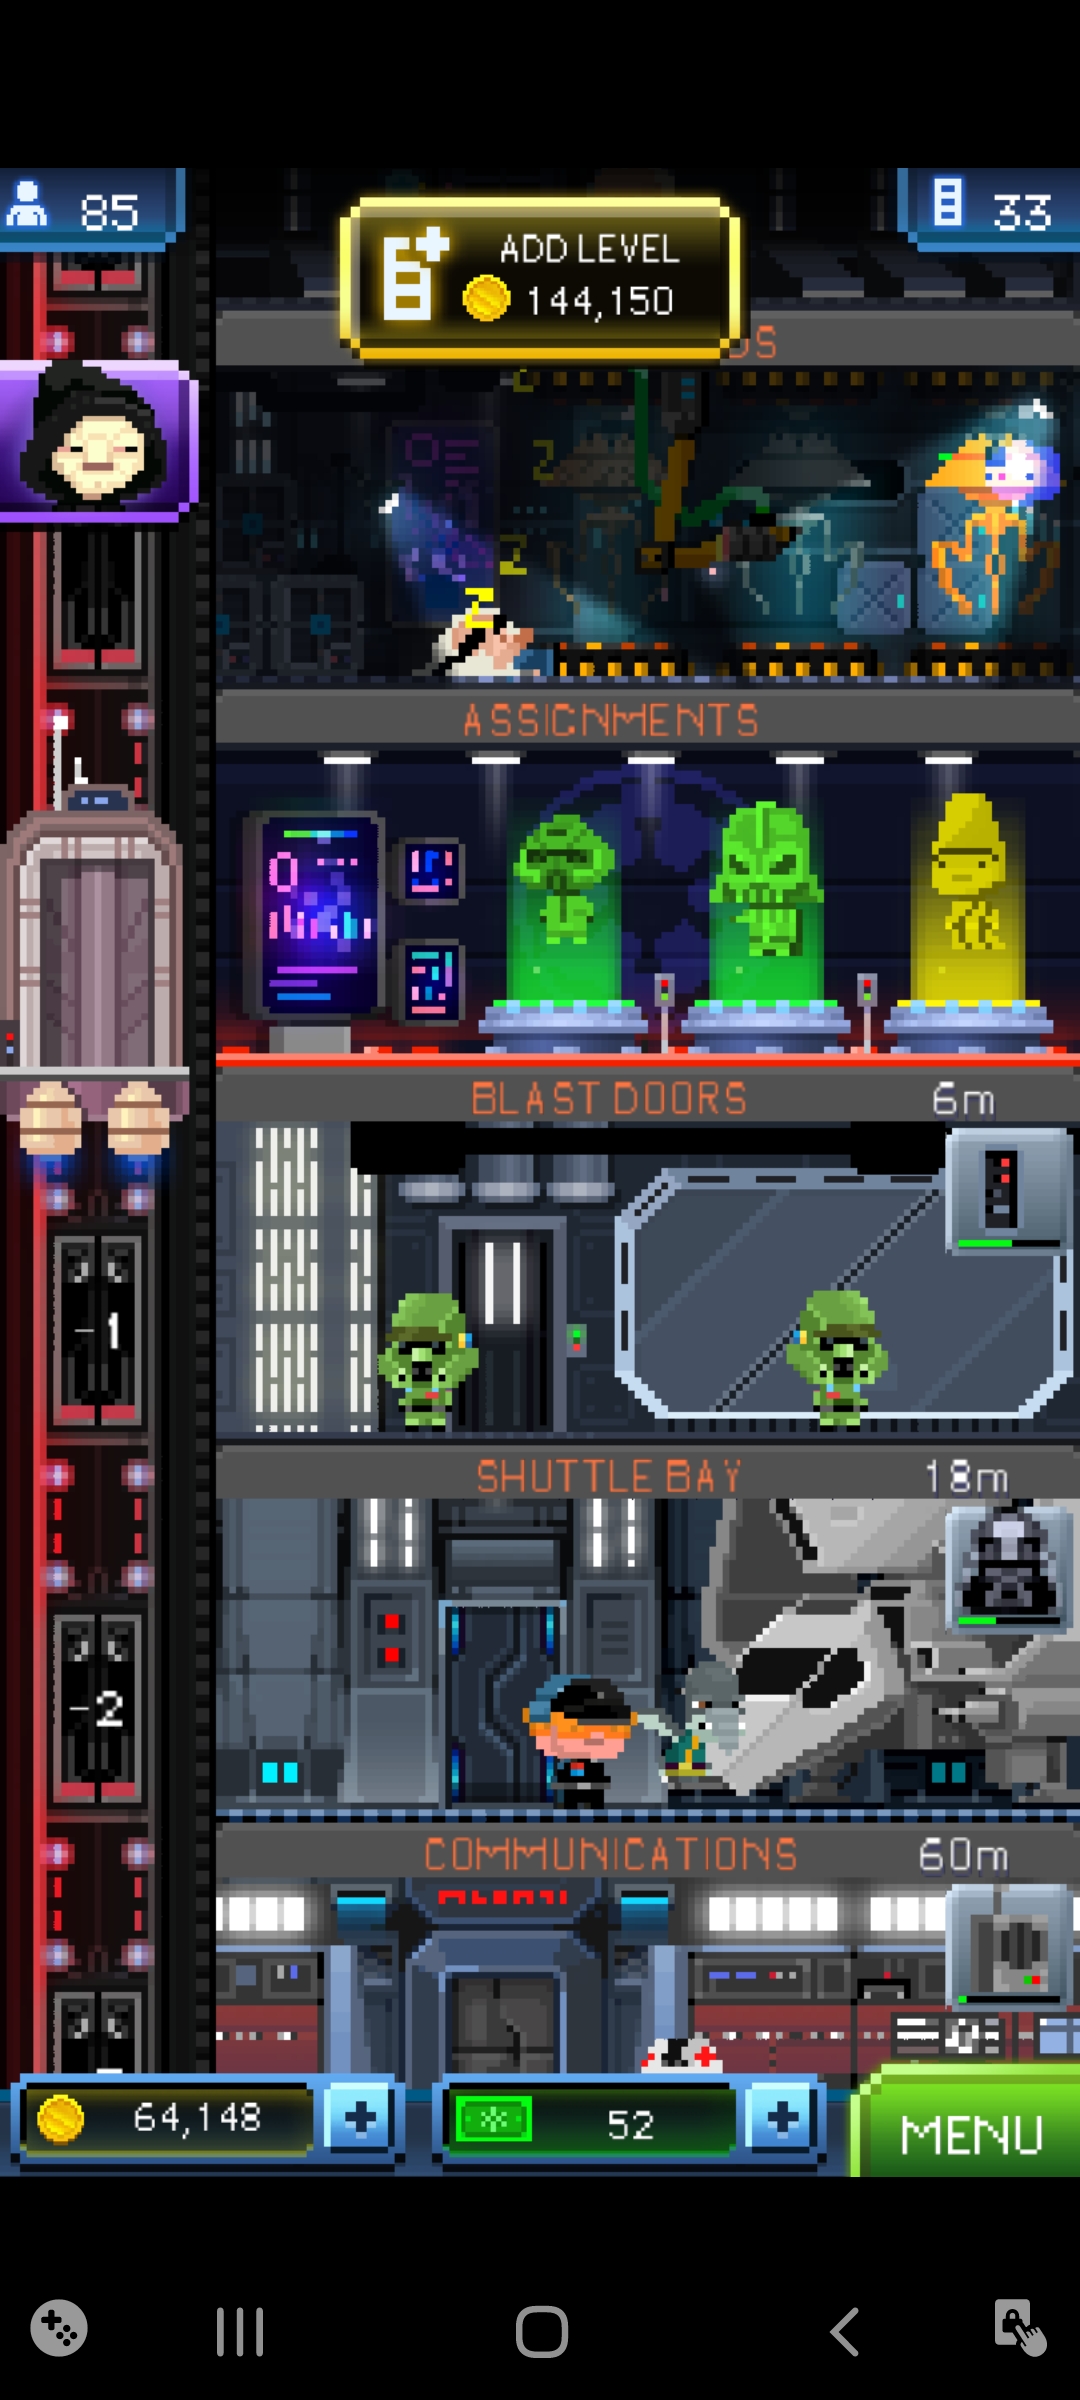 85
ADD LEVEL
144,150
33
DS
Z
Z
Z
ASSIGNMENTS
BLAST DOORS 6m
-1
SHUTTLE BAY 18m
-2
COMMUNICATIONS 60m
64,148 +
52 +
MENU